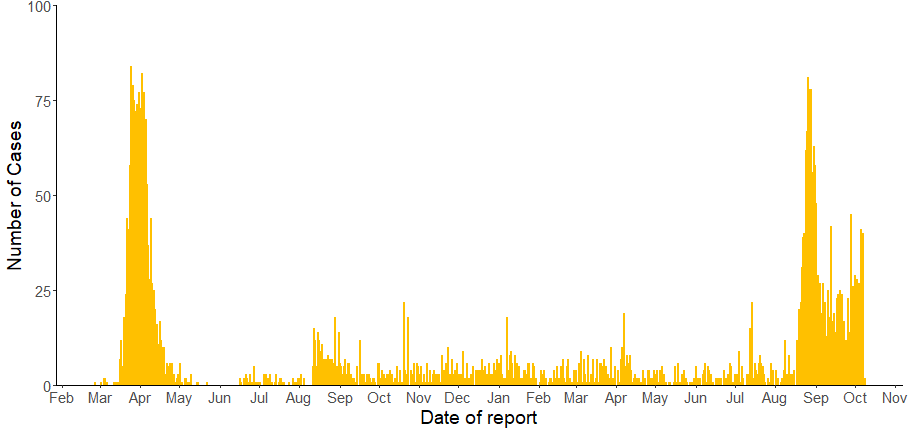 100
75
50
25
0
Number of Cases
Feb Mar Apr May Jun Jul Aug Sep Oct Nov Dec Jan Feb Mar Apr May Jun Jul Aug Sep Oct Nov
Date of report